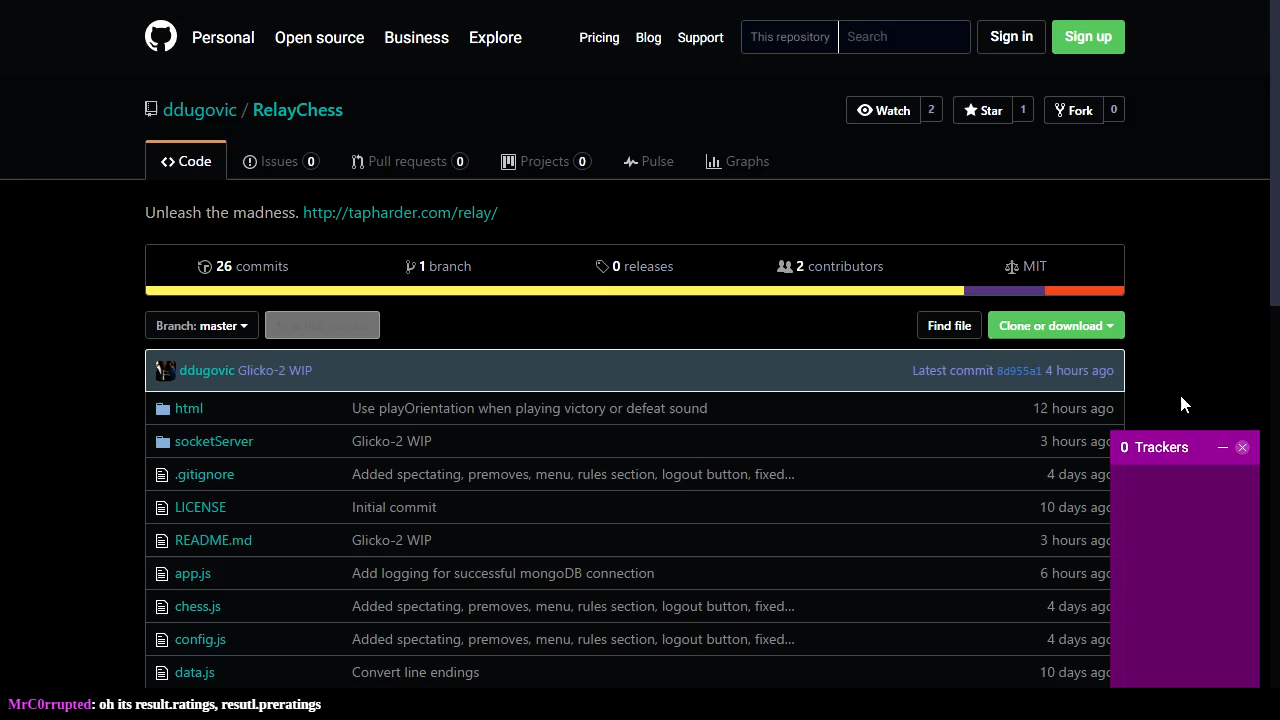 Personal Open source Business Explore Pricing Blog Support This repository Search Sign in Sign up
ddugovic / RelayChess Watch 2 Star 1 Fork 0
Code Issues 0 Pull requests 0 Projects 0 Pulse Graphs
Unleash the madness. http://tapharder.com/relay/
26 commits 1 branch 0 releases 2 contributors MIT
Branch: master Find file Clone or download
ddugovic Glicko-2 WIP Latest commit 8d955a1 4 hours ago
html Use playOrientation when playing victory or defeat sound 12 hours ago
socketServer Glicko-2 WIP 3 hours ago
0 Trackers
.gitignore Added spectating, premoves, menu, rules section, logout button, fixed... 4 days ago
LICENSE Initial commit 10 days ago
README.md Glicko-2 WIP 3 hours ago
app.js Add logging for successful mongoDB connection 6 hours ago
chess.js Added spectating, premoves, menu, rules section, logout button, fixed... 4 days ago
config.js Added spectating, premoves, menu, rules section, logout button, fixed... 4 days ago
data.js Convert line endings 10 days ago
MrC0rrupted: oh its result.ratings, resutl.preratings